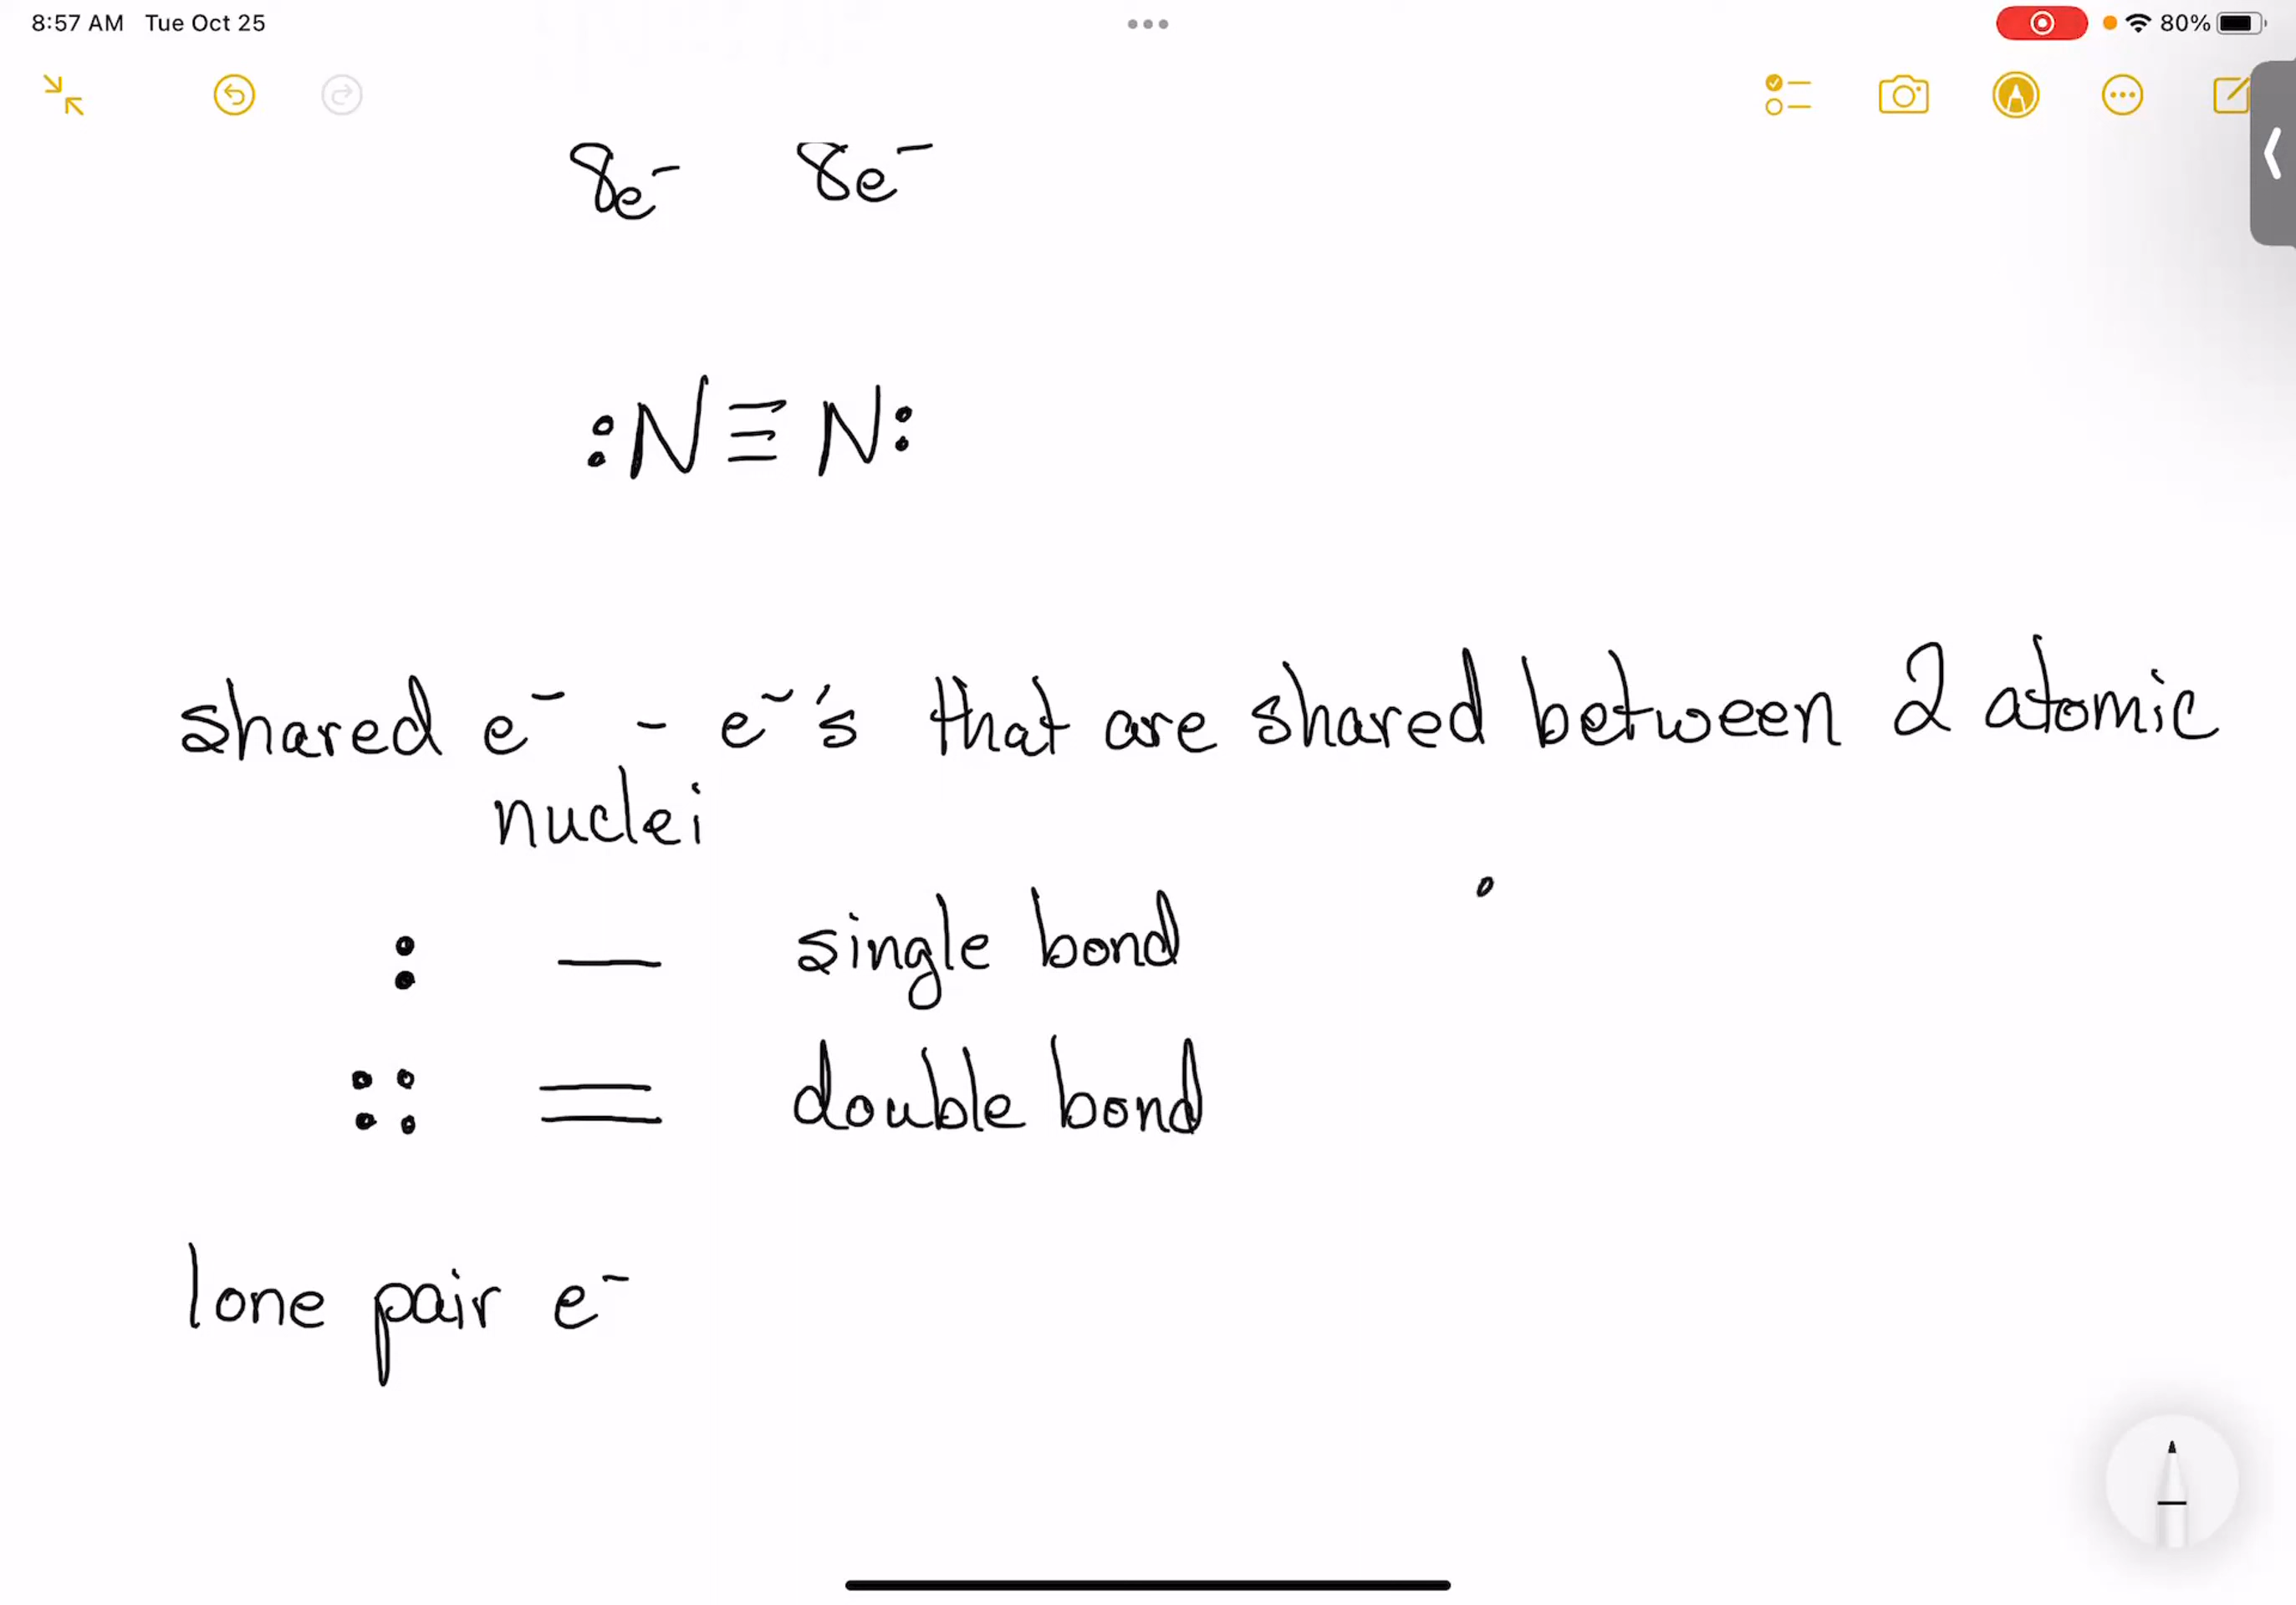 8:57 AM Tue Oct 25 80%
8e⁻ 8e⁻
:N≡N:
shared e⁻ - e⁻'s that are shared between 2 atomic
nuclei
: — single bond
:: = double bond
lone pair e⁻